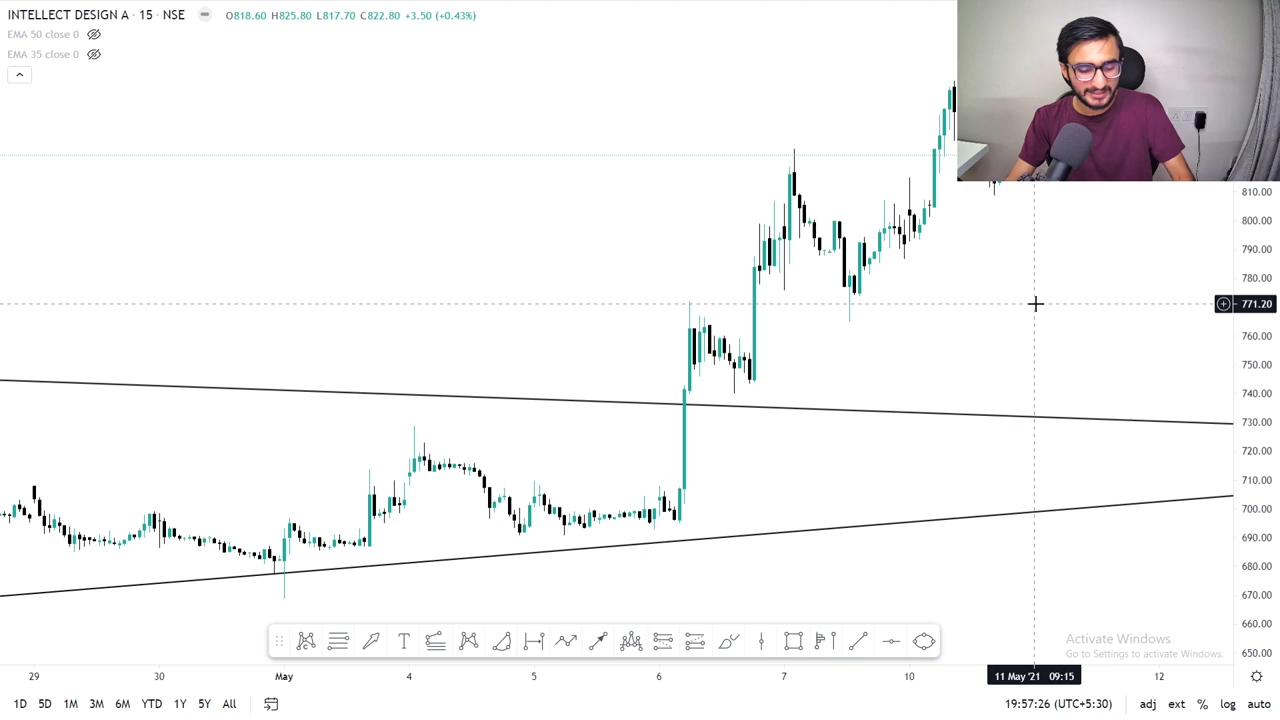 INTELLECT DESIGN A · 15 · NSE O818.60 H825.80 L817.70 C822.80 +3.50 (+0.43%)
EMA 50 close 0
EMA 35 close 0
810.00
800.00
790.00
780.00
771.20
760.00
750.00
740.00
730.00
720.00
710.00
700.00
690.00
680.00
670.00
660.00
650.00
Activate Windows
Go to Settings to activate Windows.
29 30 May 4 5 6 7 10 11 May '21 09:15 12
1D 5D 1M 3M 6M YTD 1Y 5Y All 19:57:26 (UTC+5:30) adj ext % log auto